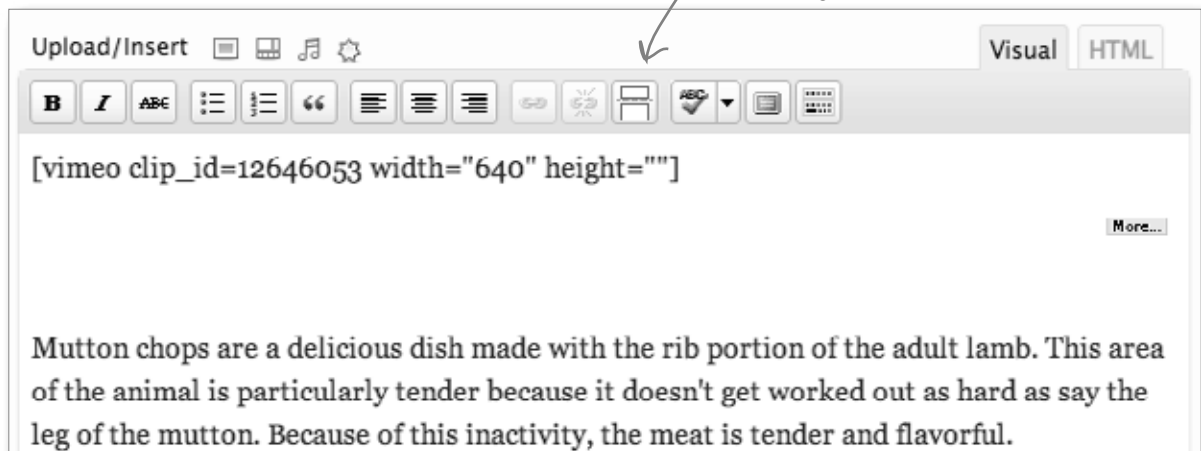 Upload/Insert
Visual HTML
B I ABC ABC
[vimeo clip_id=12646053 width="640" height=""]
More...
Mutton chops are a delicious dish made with the rib portion of the adult lamb. This area
of the animal is particularly tender because it doesn't get worked out as hard as say the
leg of the mutton. Because of this inactivity, the meat is tender and flavorful.